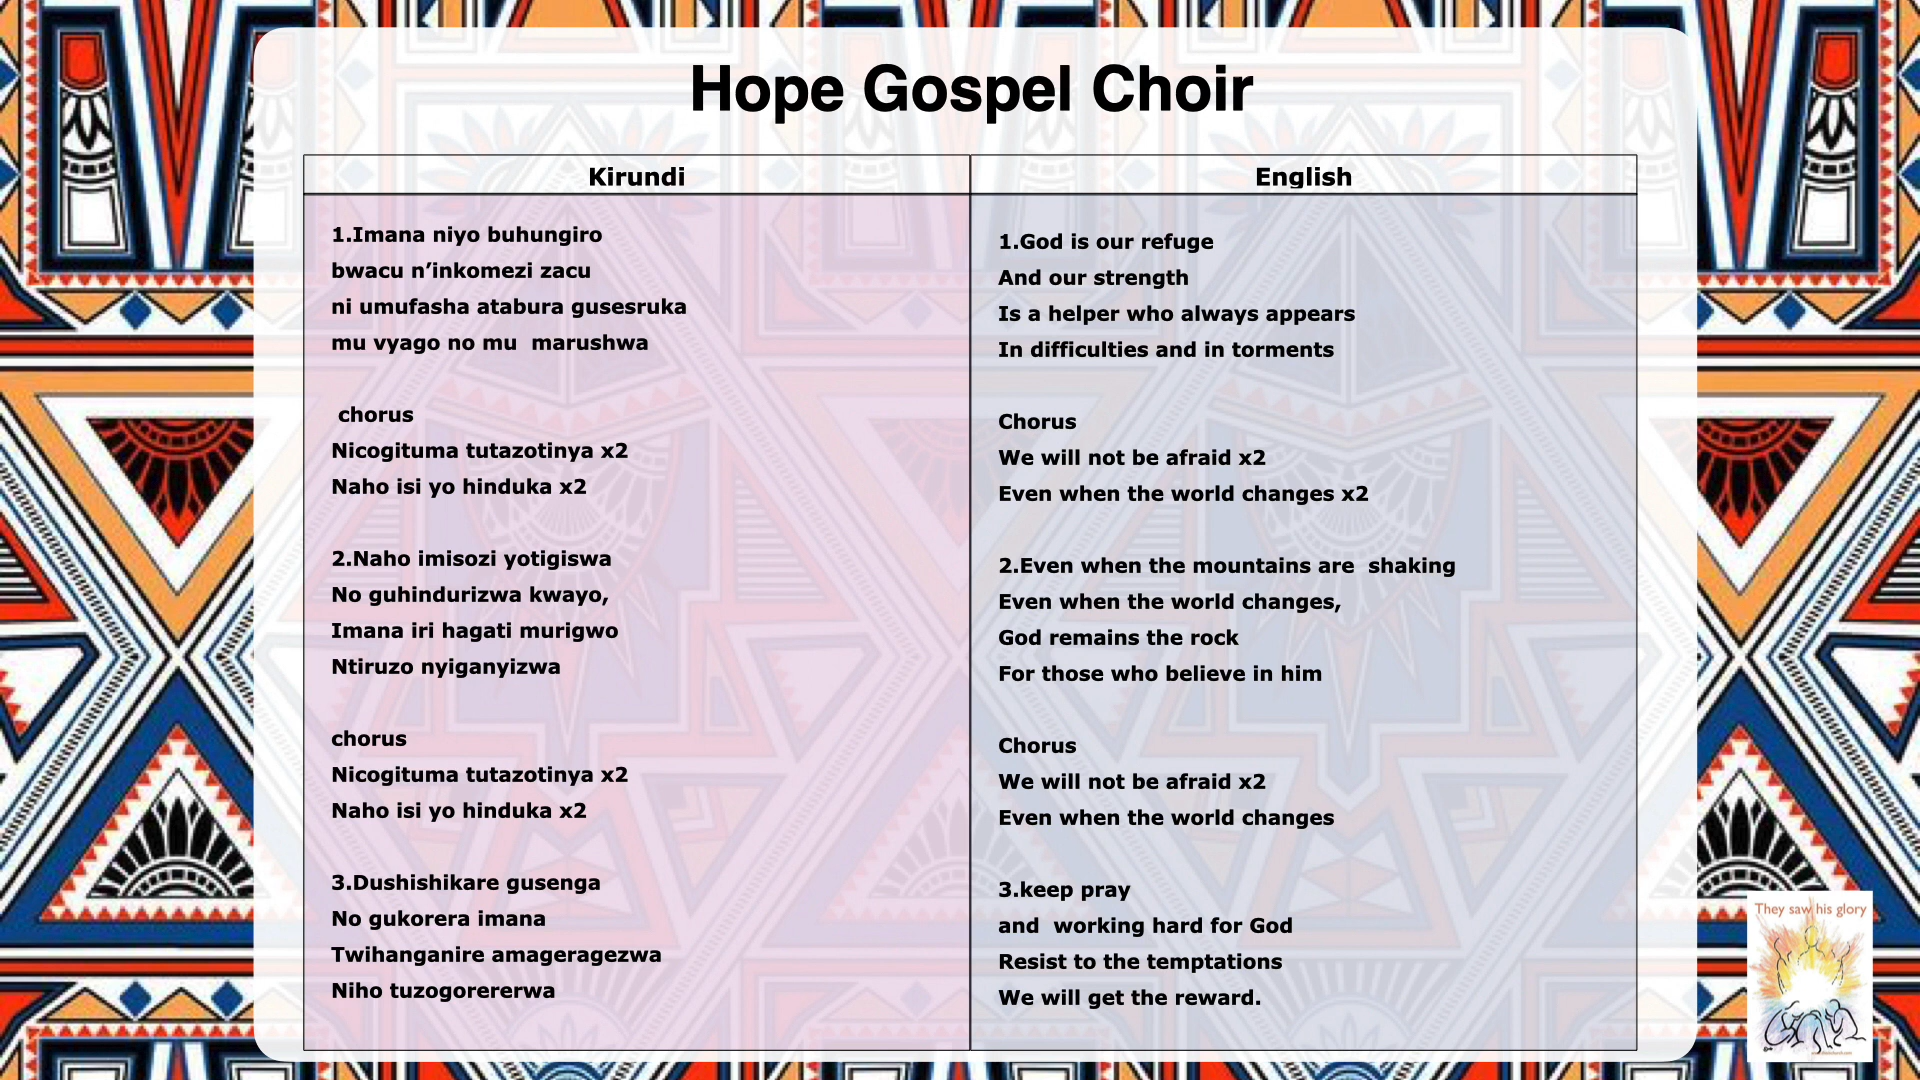 Hope Gospel Choir
Kirundi
1.Imana niyo buhungiro
bwacu n’inkomezi zacu
ni umufasha atabura gusesruka
mu vyago no mu  marushwa
chorus
Nicogituma tutazotinya x2
Naho isi yo hinduka x2
2.Naho imisozi yotigiswa
No guhindurizwa kwayo,
Imana iri hagati murigwo
Ntiruzo nyiganyizwa
chorus
Nicogituma tutazotinya x2
Naho isi yo hinduka x2
3.Dushishikare gusenga
No gukorera imana
Twihanganire amageragezwa
Niho tuzogorererwa
English
1.God is our refuge
And our strength
Is a helper who always appears
In difficulties and in torments
Chorus
We will not be afraid x2
Even when the world changes x2
2.Even when the mountains are  shaking
Even when the world changes,
God remains the rock
For those who believe in him
Chorus
We will not be afraid x2
Even when the world changes
3.keep pray
and  working hard for God
Resist to the temptations
We will get the reward.
They saw his glory